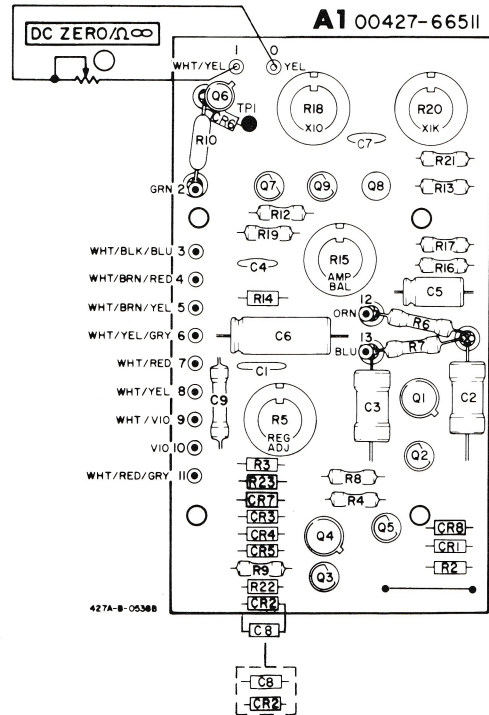 A1 00427-66511
DC ZERO/Ω∞
1 0
WHT/YEL YEL
Q6
CR6 TP1
R10
R18
X10
R20
X1K
C7
R21
GRN 2
Q7 Q9 Q8 R13
R12
R19
R17
WHT/BLK/BLU 3
R15
AMP
BAL
C4 R16
WHT/BRN/RED 4
R14 C5
12
ORN
WHT/BRN/YEL 5
R6
C6
WHT/YEL/GRY 6
13
BLU R7
WHT/RED 7
C1
WHT/YEL 8
C9 C3 Q1 C2
WHT/VIO 9
R5
REG
ADJ
VIO 10
Q2
R3
WHT/RED/GRY 11
R23 R8
CR7 R4
CR3 Q5 CR8
CR4 Q4 CR1
CR5
R9 R2
Q3
R22
CR2
427A-B-0538B
C8
C8
CR2